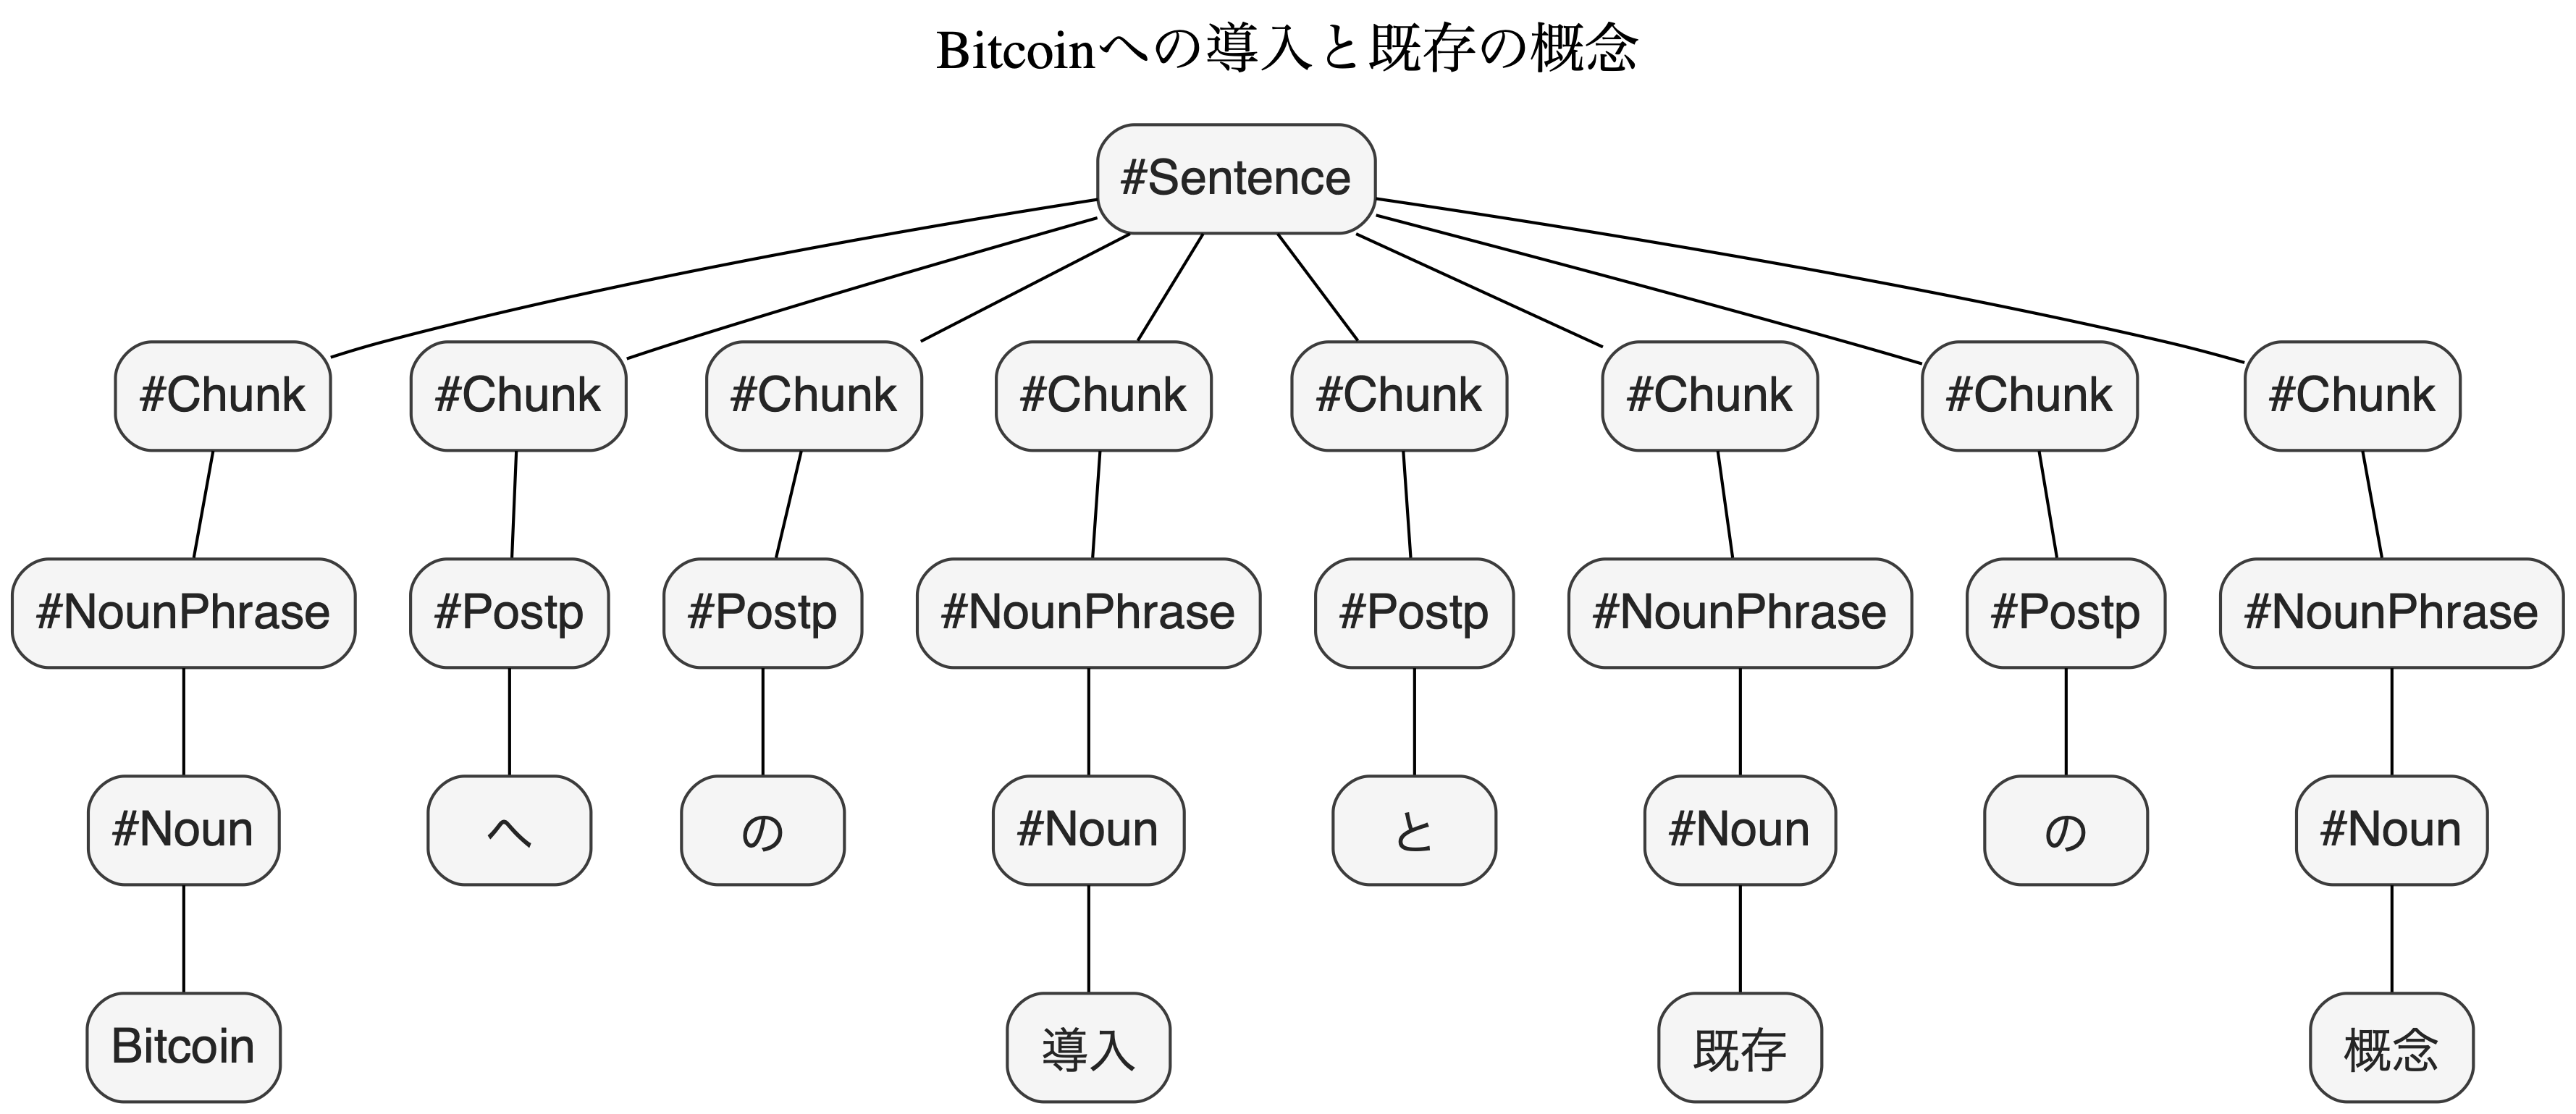 Bitcoinへの導入と既存の概念
#Sentence
#Chunk #Chunk #Chunk #Chunk #Chunk #Chunk #Chunk #Chunk
#NounPhrase #Postp #Postp #NounPhrase #Postp #NounPhrase #Postp #NounPhrase
#Noun へ の #Noun と #Noun の #Noun
Bitcoin 導入 既存 概念